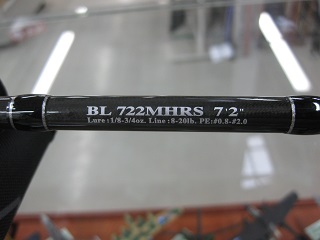 BL 722MHRS 7'2"
Lure:1/8-3/4oz. Line:8-20lb. PE:#0.8-#2.0